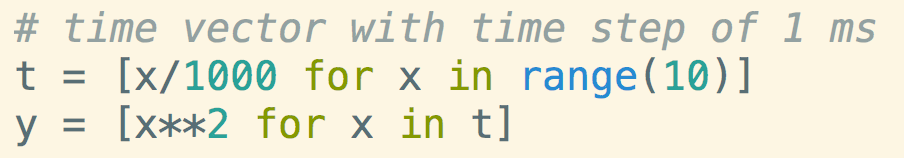 # time vector with time step of 1 ms
t = [x/1000 for x in range(10)]
y = [x**2 for x in t]